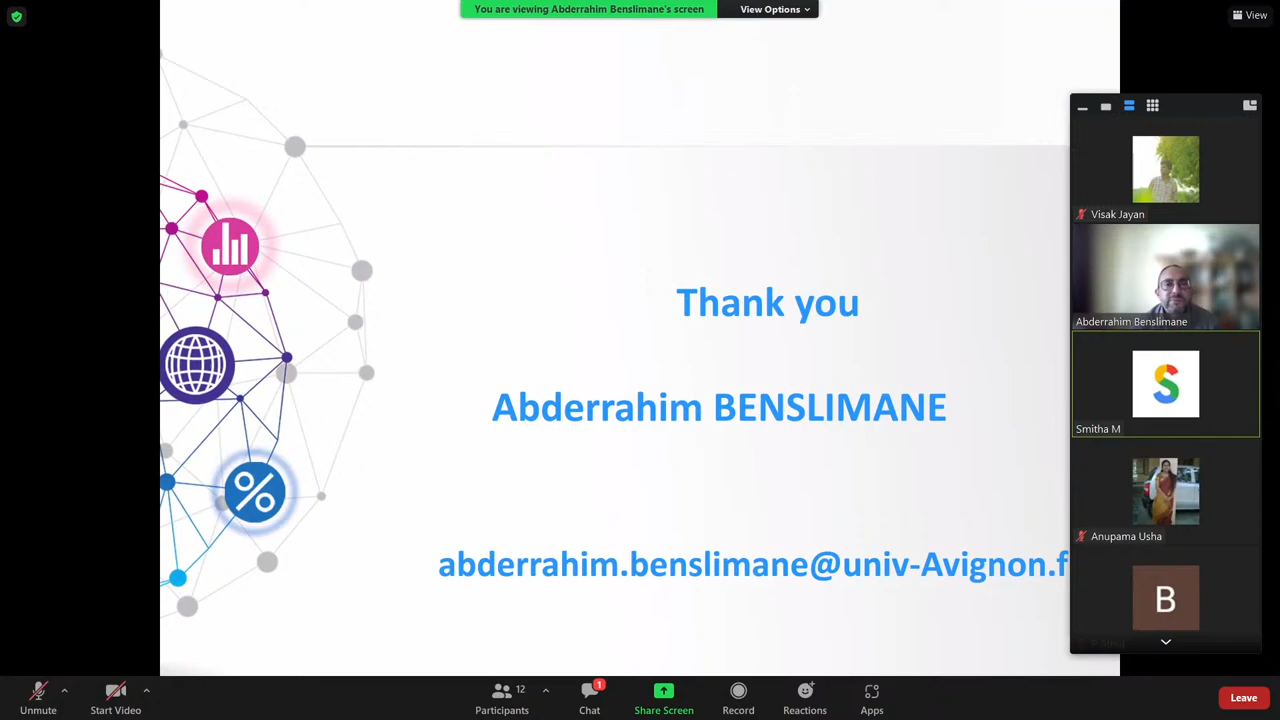 You are viewing Abderrahim Benslimane's screen
View Options
View
Thank you
Abderrahim BENSLIMANE
abderrahim.benslimane@univ-Avignon.f
Visak Jayan
Abderrahim Benslimane
S
Smitha M
Anupama Usha
B
Unmute
Start Video
12
Participants
1
Chat
Share Screen
Record
Reactions
Apps
Leave